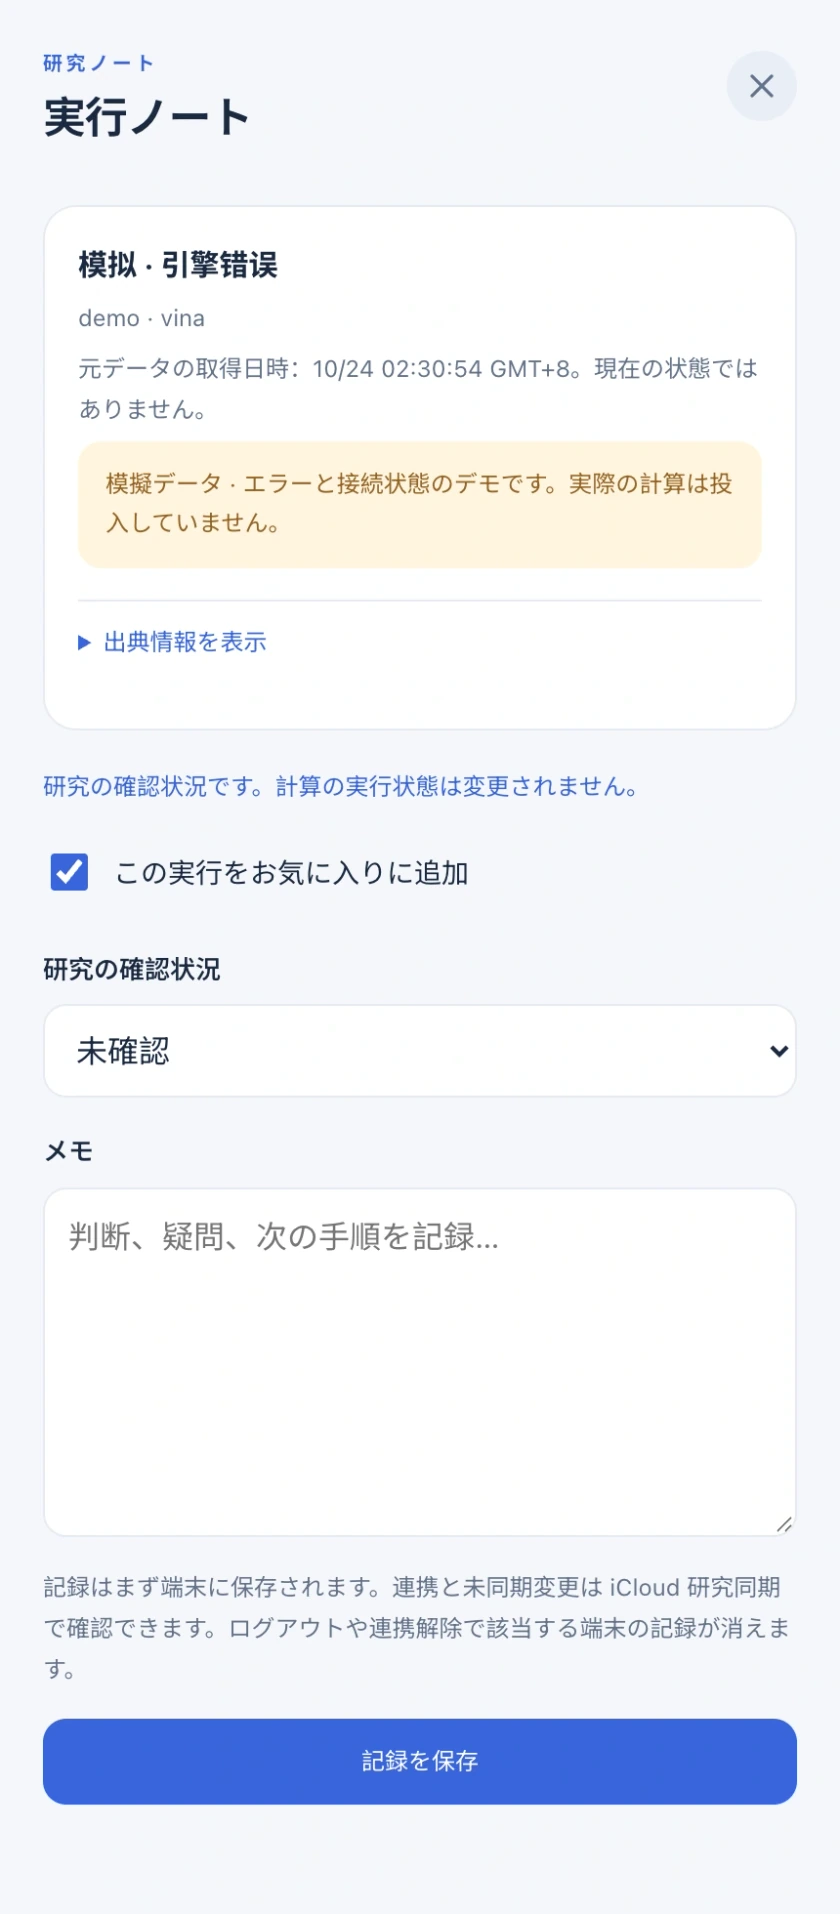 研究ノート
実行ノート
模拟 · 引擎错误
demo · vina
元データの取得日時：10/24 02:30:54 GMT+8。現在の状態では
ありません。
模擬データ · エラーと接続状態のデモです。実際の計算は投
入していません。
▶ 出典情報を表示
研究の確認状況です。計算の実行状態は変更されません。
この実行をお気に入りに追加
研究の確認状況
未確認
メモ
判断、疑問、次の手順を記録...
記録はまず端末に保存されます。連携と未同期変更は iCloud 研究同期
で確認できます。ログアウトや連携解除で該当する端末の記録が消えま
す。
記録を保存